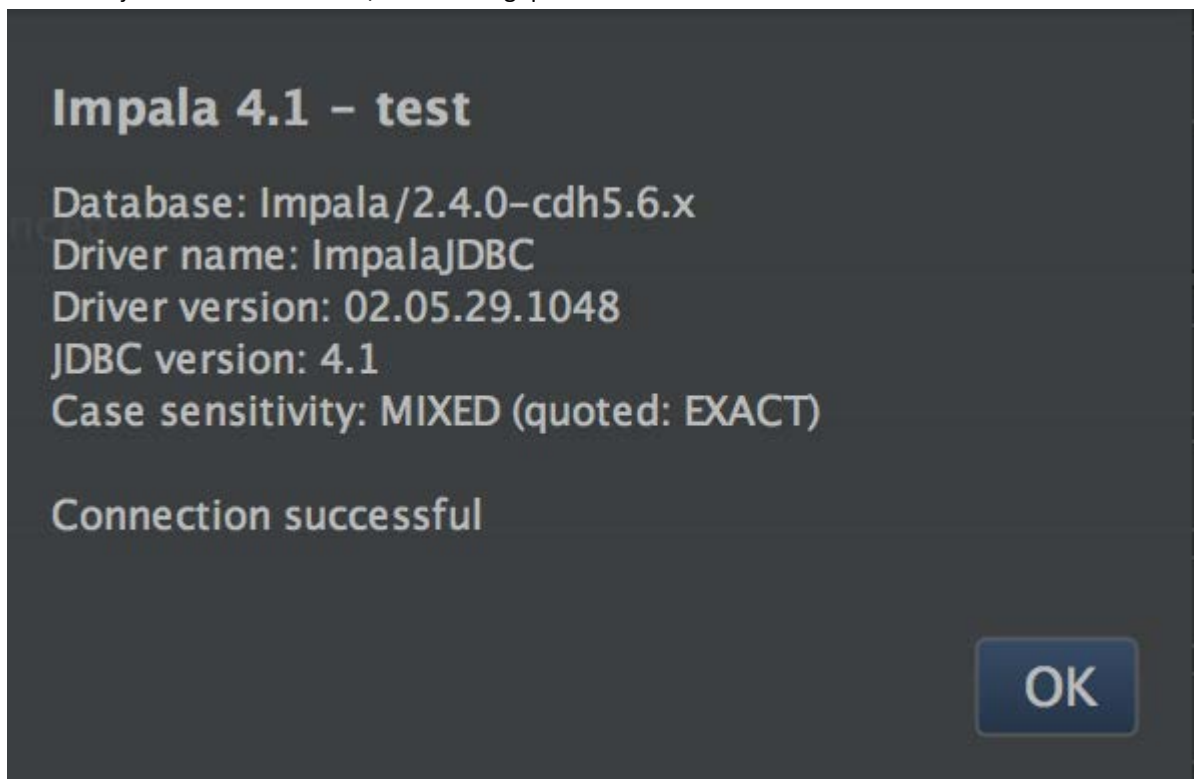 Impala 4.1 – test
Database: Impala/2.4.0-cdh5.6.x
Driver name: ImpalaJDBC
Driver version: 02.05.29.1048
JDBC version: 4.1
Case sensitivity: MIXED (quoted: EXACT)
Connection successful
OK